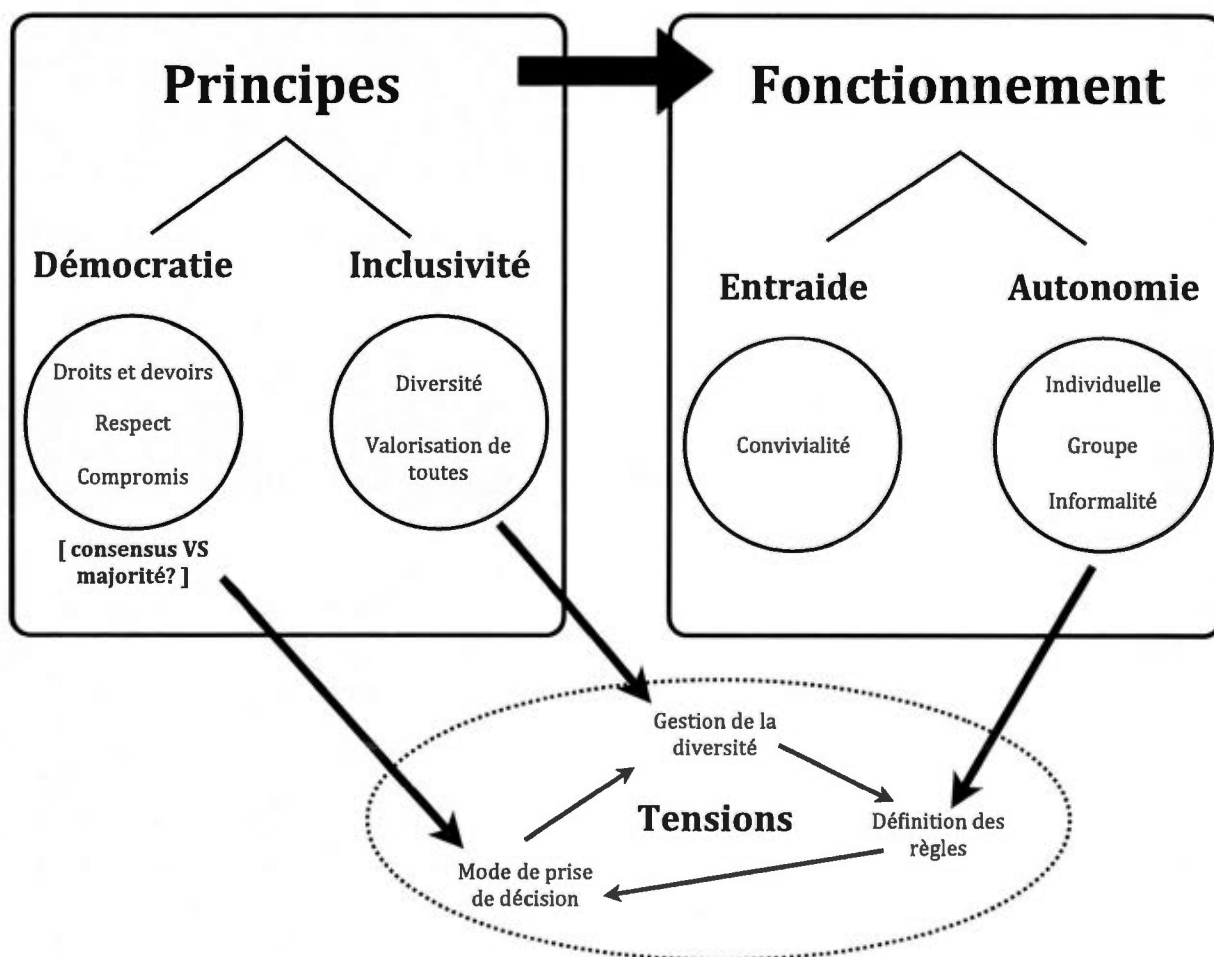 Principes
Démocratie
Inclusivité
Droits et devoirs
Respect
Compromis
[ consensus VS
majorité? ]
Diversité
Valorisation de
toutes
Fonctionnement
Entraide
Autonomie
Convivialité
Individuelle
Groupe
Informalité
Gestion de la
diversité
Tensions
Définition des
règles
Mode de prise
de décision